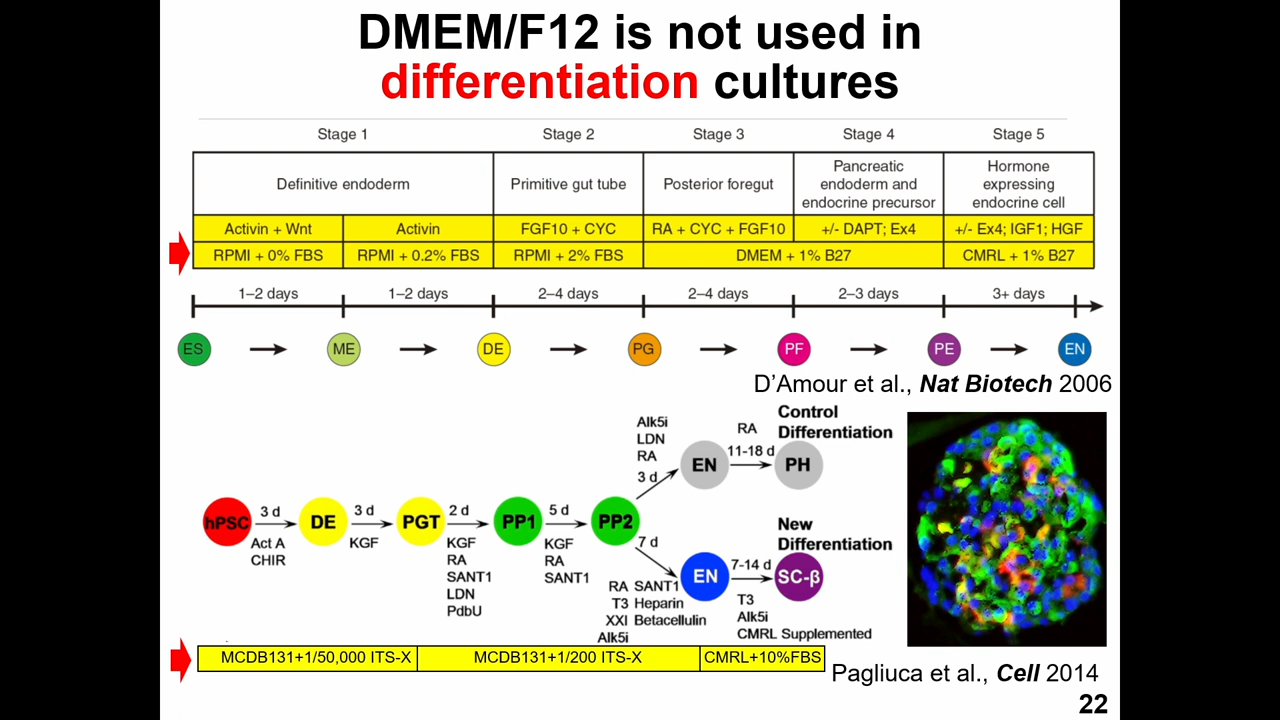 DMEM/F12 is not used in
differentiation cultures
Stage 1 Stage 2 Stage 3 Stage 4 Stage 5
Definitive endoderm
Primitive gut tube
Posterior foregut
Pancreatic
endoderm and
endocrine precursor
Hormone
expressing
endocrine cell
Activin + Wnt Activin FGF10 + CYC RA + CYC + FGF10 +/- DAPT; Ex4 +/- Ex4; IGF1; HGF
RPMI + 0% FBS RPMI + 0.2% FBS RPMI + 2% FBS DMEM + 1% B27 CMRL + 1% B27
1–2 days 1–2 days 2–4 days 2–4 days 2–3 days 3+ days
ES ME DE PG PF PE EN
D’Amour et al., Nat Biotech 2006
Alk5i
LDN
RA
3 d
EN
RA
11-18 d
PH
Control
Differentiation
hPSC
3 d
Act A
CHIR
DE
3 d
KGF
PGT
2 d
KGF
RA
SANT1
LDN
PdbU
PP1
5 d
KGF
RA
SANT1
PP2
7 d
RA SANT1
T3 Heparin
XXI Betacellulin
Alk5i
EN
7-14 d
T3
Alk5i
CMRL Supplemented
SC-β
New
Differentiation
MCDB131+1/50,000 ITS-X MCDB131+1/200 ITS-X CMRL+10%FBS
Pagliuca et al., Cell 2014
22